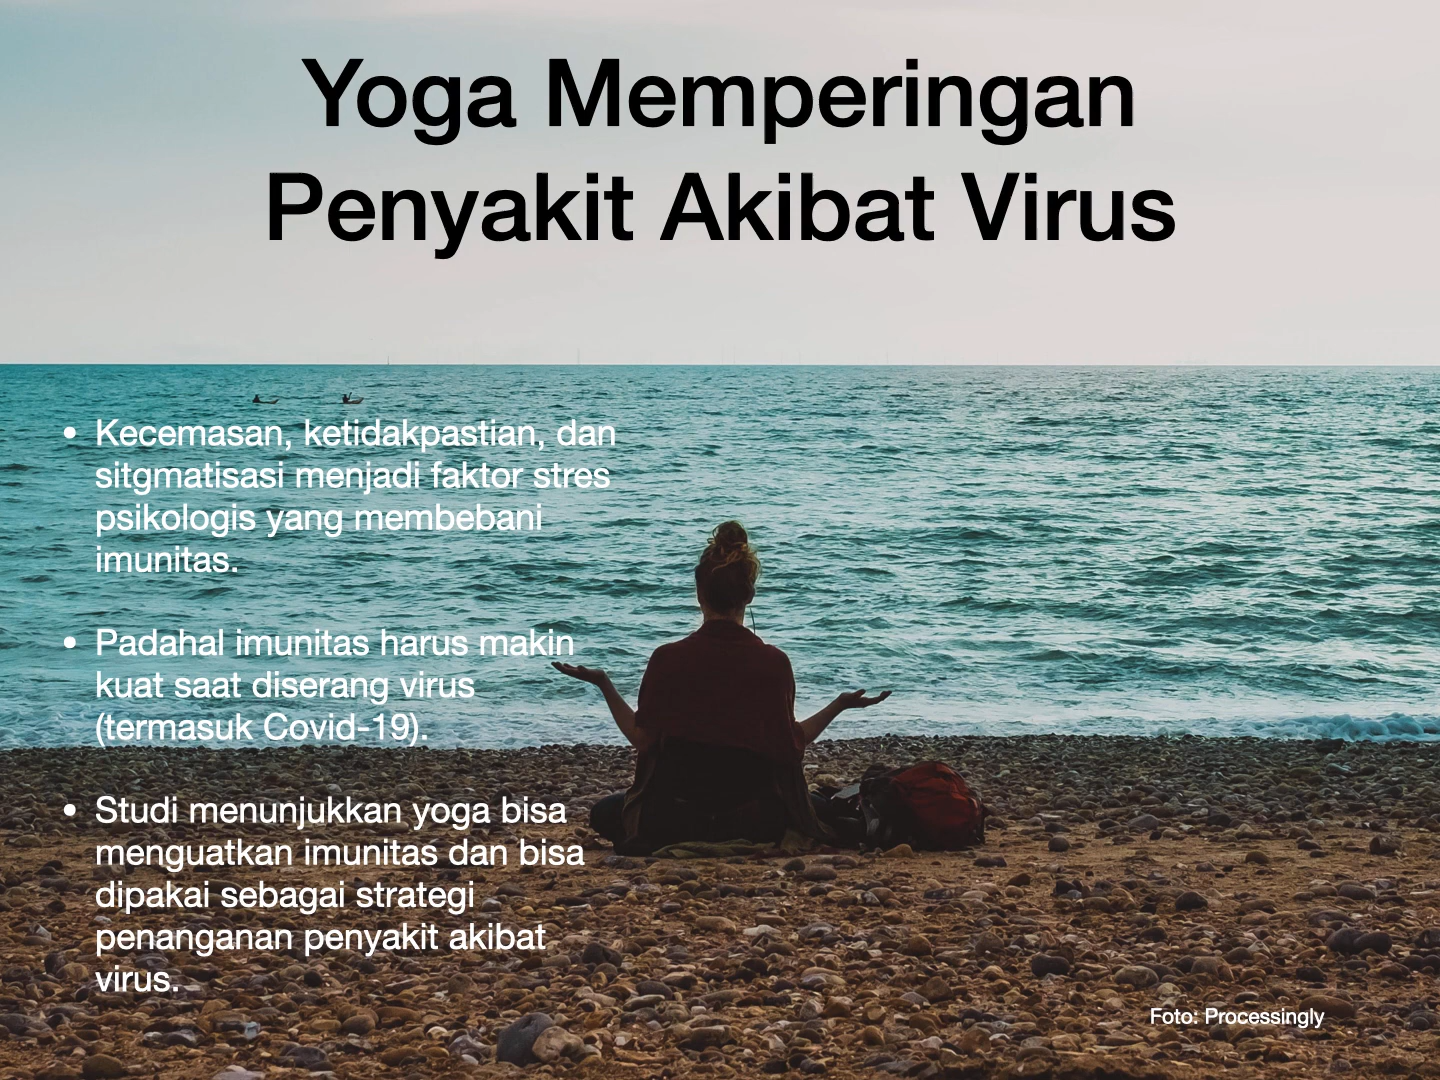 Yoga Memperingan
Penyakit Akibat Virus
• Kecemasan, ketidakpastian, dan
sitgmatisasi menjadi faktor stres
psikologis yang membebani
imunitas.
• Padahal imunitas harus makin
kuat saat diserang virus
(termasuk Covid-19).
• Studi menunjukkan yoga bisa
menguatkan imunitas dan bisa
dipakai sebagai strategi
penanganan penyakit akibat
virus.
Foto: Processingly